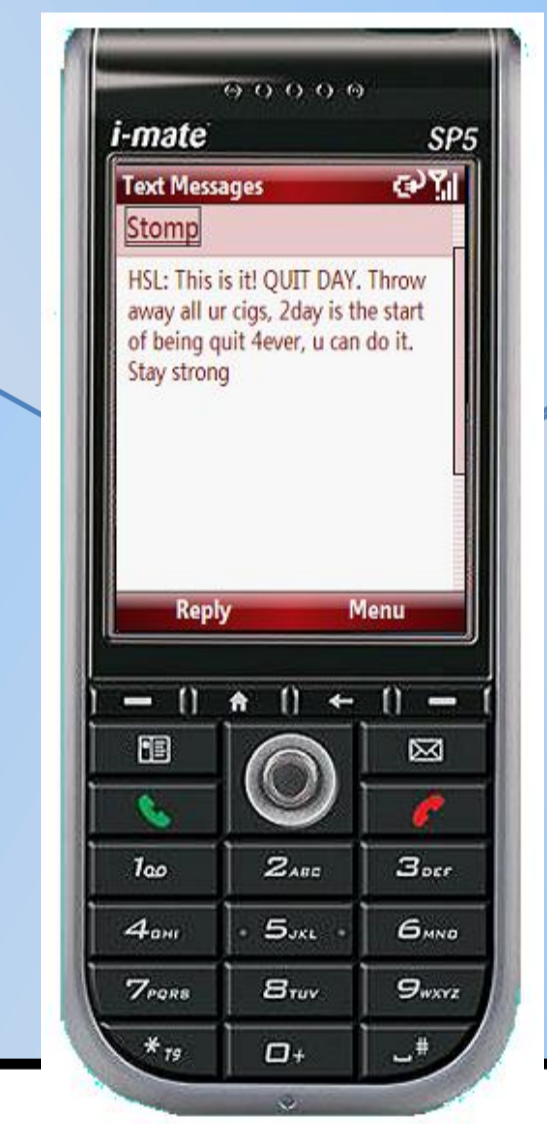 i-mate SP5
Text Messages
Stomp
HSL: This is it! QUIT DAY. Throw
away all ur cigs, 2day is the start
of being quit 4ever, u can do it.
Stay strong
Reply Menu
1 2ABC 3DEF
4GHI 5JKL 6MNO
7PQRS 8TUV 9WXYZ
*T9 0+ #